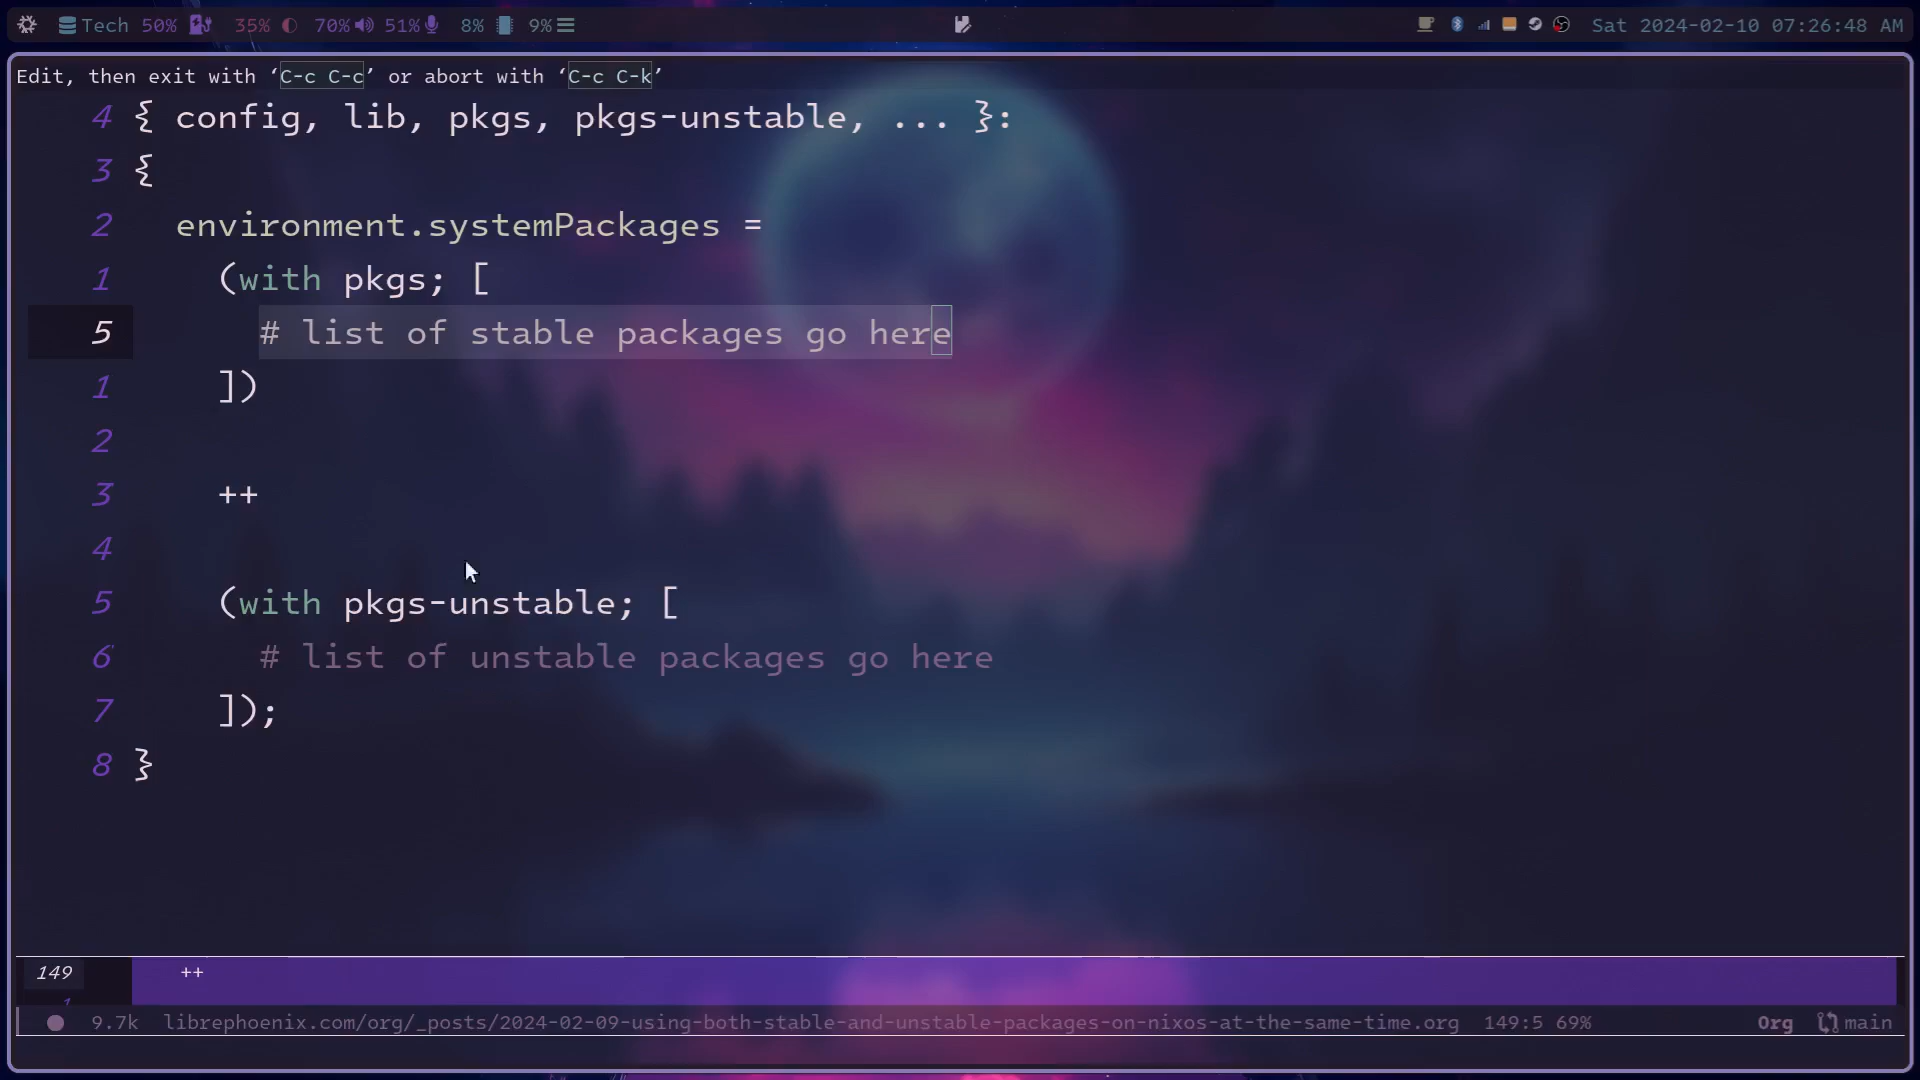 Tech 50% 35% 70% 51% 8% 9% Sat 2024-02-10 07:26:48 AM
Edit, then exit with ‘C-c C-c’ or abort with ‘C-c C-k’
4 { config, lib, pkgs, pkgs-unstable, ... }:
3 {
2 environment.systemPackages =
1 (with pkgs; [
5 # list of stable packages go here
1 ])
2
3 ++
4
5 (with pkgs-unstable; [
6 # list of unstable packages go here
7 ]);
8 }
149 ++
1
9.7k librephoenix.com/org/_posts/2024-02-09-using-both-stable-and-unstable-packages-on-nixos-at-the-same-time.org 149:5 69% Org main